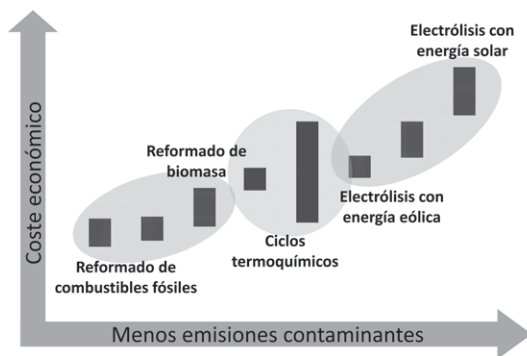 Electrólisis con
energía solar
Coste económico
Reformado de
biomasa
Electrólisis con
energía eólica
Ciclos
termoquímicos
Reformado de
combustibles fósiles
Menos emisiones contaminantes